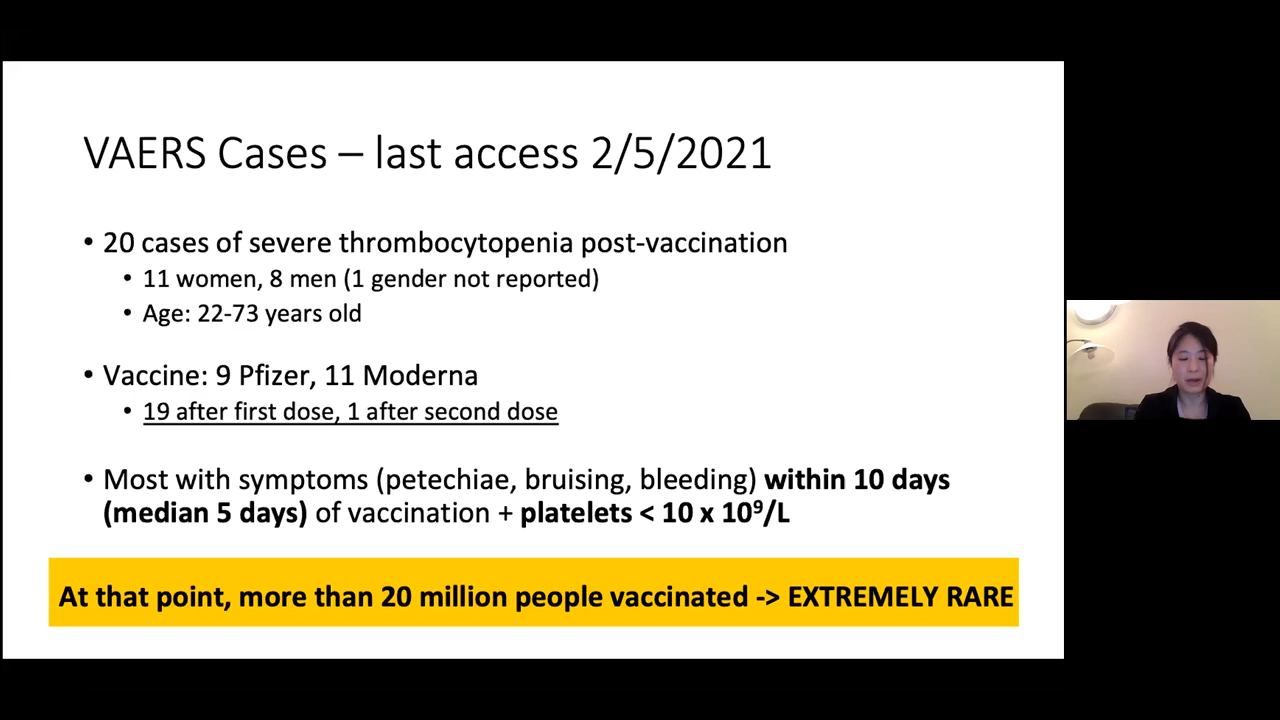 VAERS Cases – last access 2/5/2021
• 20 cases of severe thrombocytopenia post-vaccination
• 11 women, 8 men (1 gender not reported)
• Age: 22-73 years old
• Vaccine: 9 Pfizer, 11 Moderna
• 19 after first dose, 1 after second dose
• Most with symptoms (petechiae, bruising, bleeding) within 10 days
(median 5 days) of vaccination + platelets < 10 x 10⁹/L
At that point, more than 20 million people vaccinated -> EXTREMELY RARE